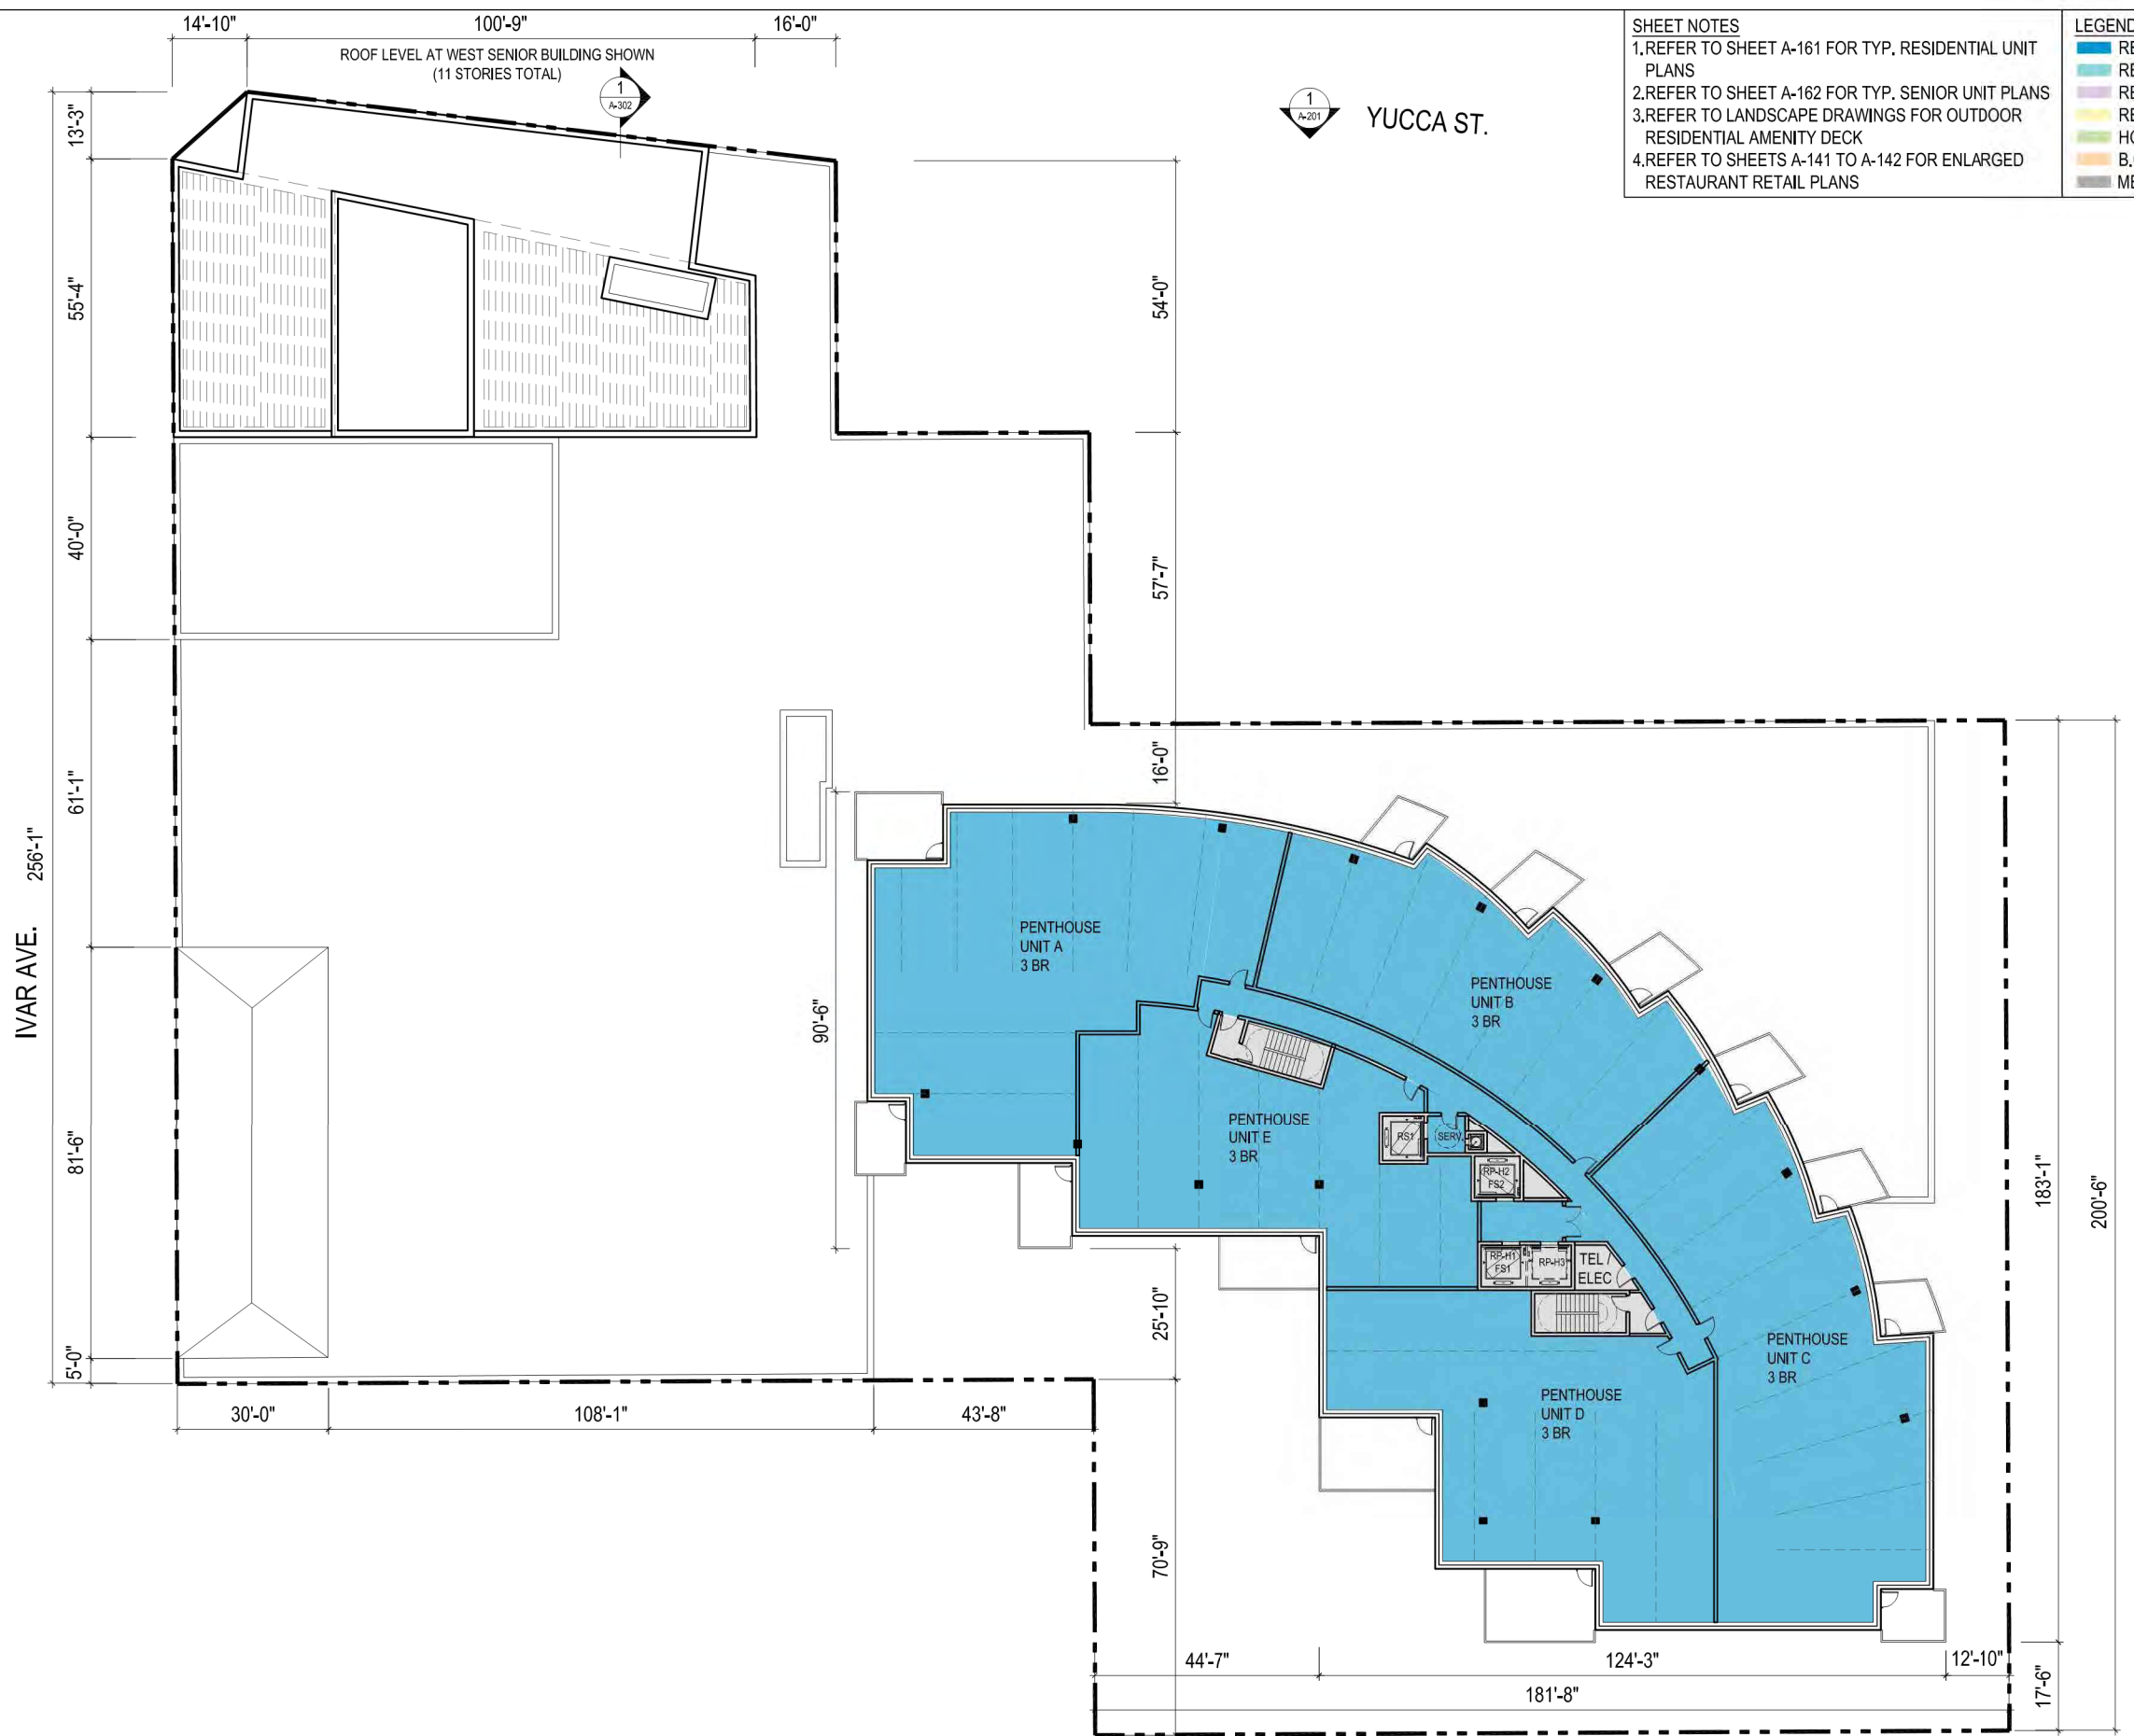 14'-10"
100'-9"
16'-0"
ROOF LEVEL AT WEST SENIOR BUILDING SHOWN
(11 STORIES TOTAL)
1
A-302
1
A-201
YUCCA ST.
SHEET NOTES
1. REFER TO SHEET A-161 FOR TYP. RESIDENTIAL UNIT
PLANS
2. REFER TO SHEET A-162 FOR TYP. SENIOR UNIT PLANS
3. REFER TO LANDSCAPE DRAWINGS FOR OUTDOOR
RESIDENTIAL AMENITY DECK
4. REFER TO SHEETS A-141 TO A-142 FOR ENLARGED
RESTAURANT RETAIL PLANS
LEGEND
13'-3"
55'-4"
40'-0"
61'-1"
81'-6"
5'-0"
256'-1"
IVAR AVE.
54'-0"
57'-7"
16'-0"
90'-6"
25'-10"
70'-9"
PENTHOUSE
UNIT A
3 BR
PENTHOUSE
UNIT B
3 BR
PENTHOUSE
UNIT E
3 BR
RS1
SERV.
RP-H2
FS2
RP-H1
FS1
RP-H3
TEL /
ELEC
PENTHOUSE
UNIT C
3 BR
PENTHOUSE
UNIT D
3 BR
183'-1"
200'-6"
17'-6"
30'-0"
108'-1"
43'-8"
44'-7"
124'-3"
12'-10"
181'-8"